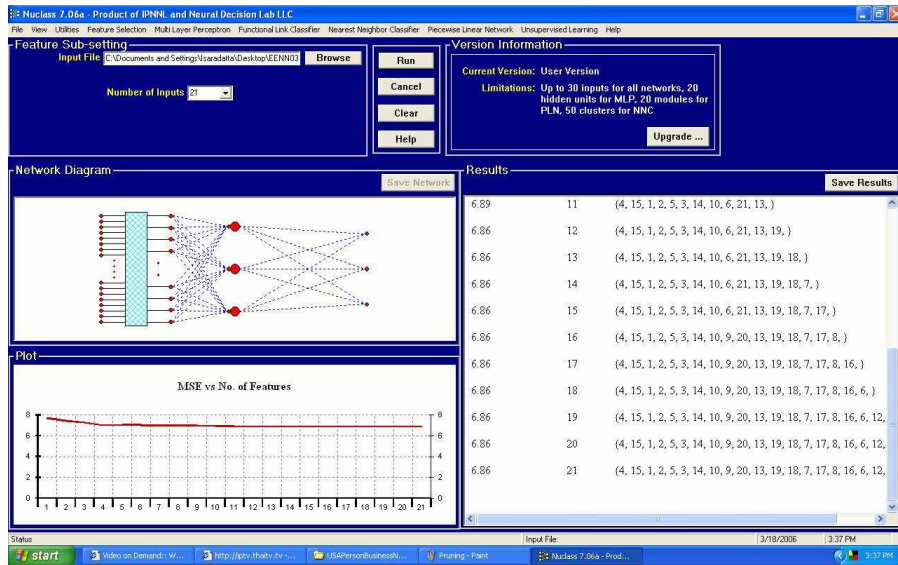 Nuclass 7.06a - Product of IPNNL and Neural Decision Lab LLC
File View Utilities Feature Selection Multi Layer Perceptron Functional Link Classifier Nearest Neighbor Classifier Piecewise Linear Network Unsupervised Learning Help
Feature Sub-setting
Input File C:\Documents and Settings\saradatta\Desktop\EENN03 Browse
Number of Inputs 21
Run
Cancel
Clear
Help
Version Information
Current Version: User Version
Limitations: Up to 30 inputs for all networks, 20
hidden units for MLP, 20 modules for
PLN, 50 clusters for NNC
Upgrade ...
Network Diagram
Save Network
Results
Save Results
6.89 11 {4, 15, 1, 2, 5, 3, 14, 10, 6, 21, 13, }
6.86 12 {4, 15, 1, 2, 5, 3, 14, 10, 6, 21, 13, 19, }
6.86 13 {4, 15, 1, 2, 5, 3, 14, 10, 6, 21, 13, 19, 18, }
6.86 14 {4, 15, 1, 2, 5, 3, 14, 10, 6, 21, 13, 19, 18, 7, }
6.86 15 {4, 15, 1, 2, 5, 3, 14, 10, 6, 21, 13, 19, 18, 7, 17, }
6.86 16 {4, 15, 1, 2, 5, 3, 14, 10, 9, 20, 13, 19, 18, 7, 17, 8, }
6.86 17 {4, 15, 1, 2, 5, 3, 14, 10, 9, 20, 13, 19, 18, 7, 17, 8, 16, }
6.86 18 {4, 15, 1, 2, 5, 3, 14, 10, 9, 20, 13, 19, 18, 7, 17, 8, 16, 6, }
6.86 19 {4, 15, 1, 2, 5, 3, 14, 10, 9, 20, 13, 19, 18, 7, 17, 8, 16, 6, 12,
6.86 20 {4, 15, 1, 2, 5, 3, 14, 10, 9, 20, 13, 19, 18, 7, 17, 8, 16, 6, 12,
6.86 21 {4, 15, 1, 2, 5, 3, 14, 10, 9, 20, 13, 19, 18, 7, 17, 8, 16, 6, 12,
Plot
MSE vs No. of Features
8 8
6 6
4 4
2 2
0 0
1 2 3 4 5 6 7 8 9 10 11 12 13 14 15 16 17 18 19 20 21
Status Input File: 3/18/2006 3:37 PM
start Video on Demand:: W... http://iptv.thaitv.tv -... USAPersonBusinessN... Pruning - Paint Nuclass 7.06a - Prod... 3:37 PM